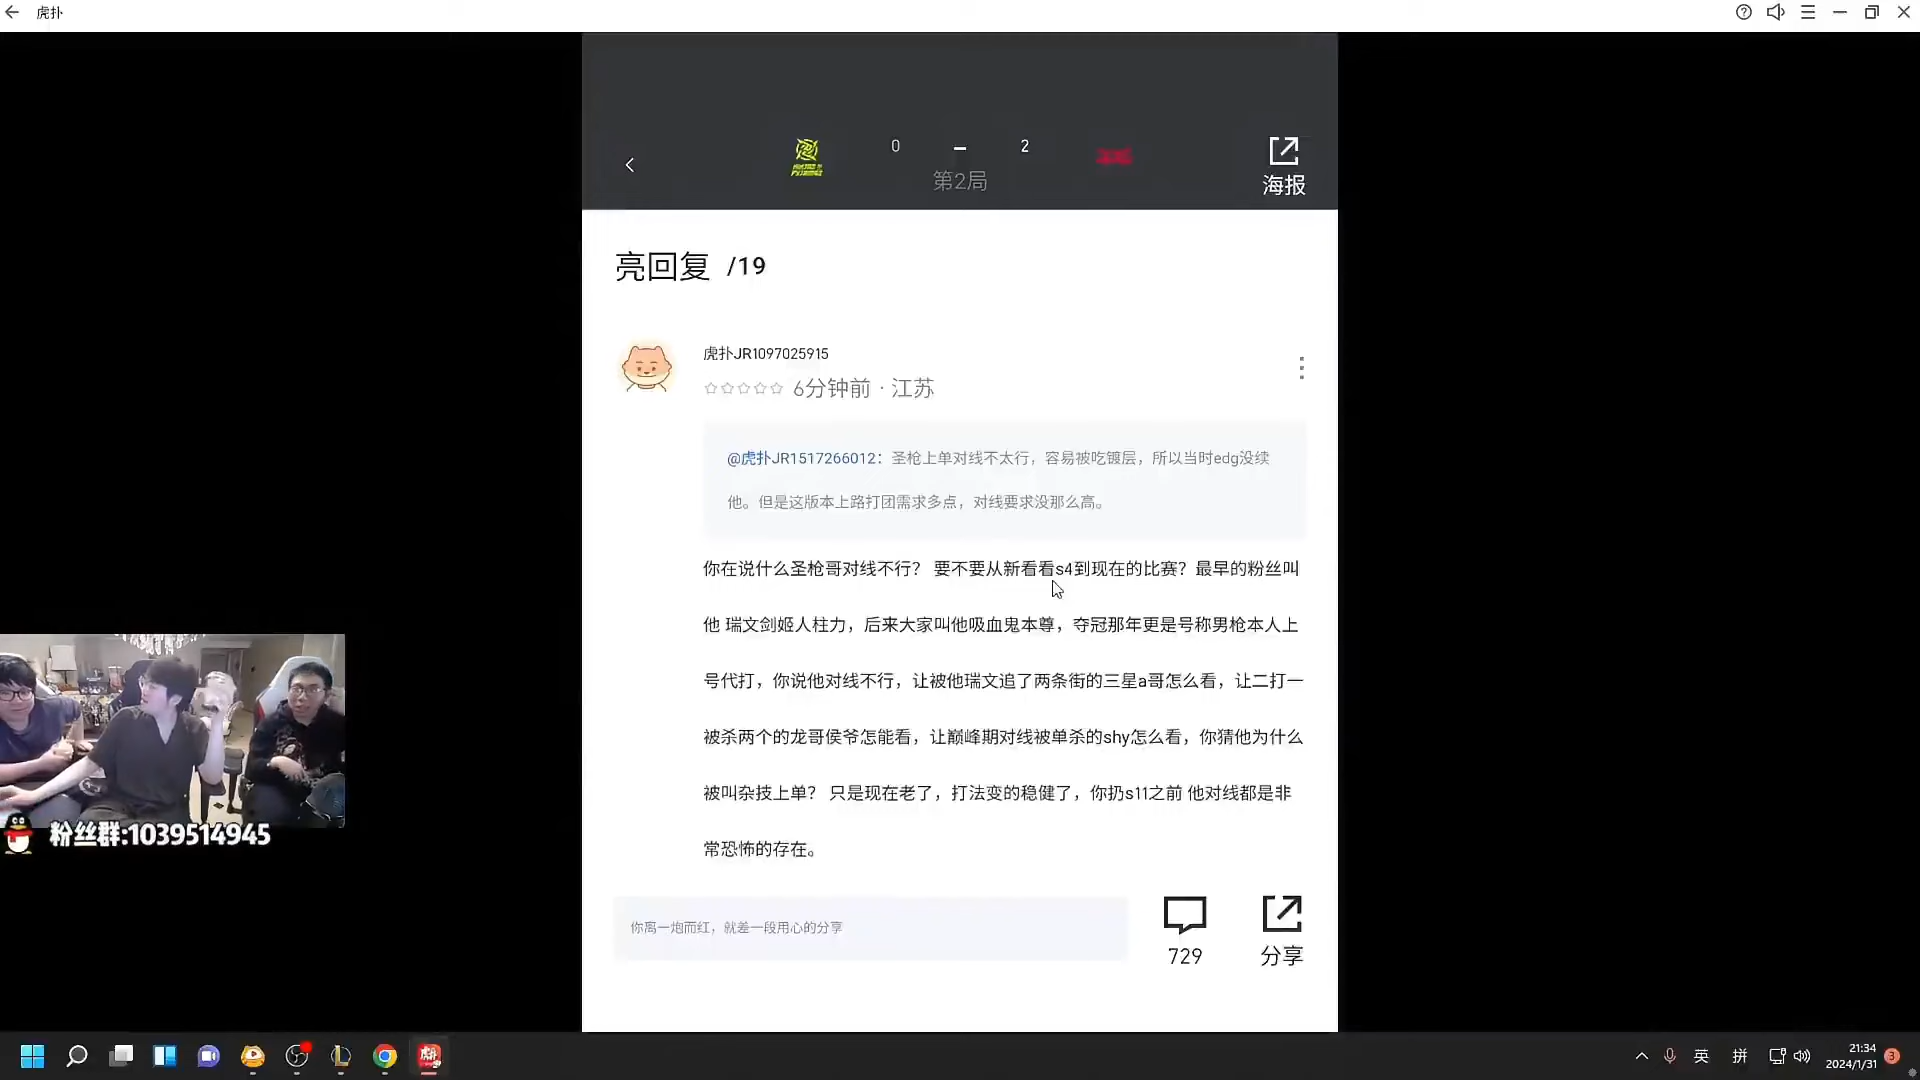 虎扑
0
2
第2局
海报
亮回复 /19
虎扑JR1097025915
6分钟前 · 江苏
@虎扑JR1517266012：圣枪上单对线不太行，容易被吃镀层，所以当时edg没续
他。但是这版本上路打团需求多点，对线要求没那么高。
你在说什么圣枪哥对线不行？ 要不要从新看看s4到现在的比赛？最早的粉丝叫
他 瑞文剑姬人柱力，后来大家叫他吸血鬼本尊，夺冠那年更是号称男枪本人上
号代打，你说他对线不行，让被他瑞文追了两条街的三星a哥怎么看，让二打一
被杀两个的龙哥侯爷怎能看，让巅峰期对线被单杀的shy怎么看，你猜他为什么
被叫杂技上单？ 只是现在老了，打法变的稳健了，你扔s11之前 他对线都是非
常恐怖的存在。
粉丝群:1039514945
你离一炮而红，就差一段用心的分享
729
分享
英
拼
21:34
2024/1/31
3